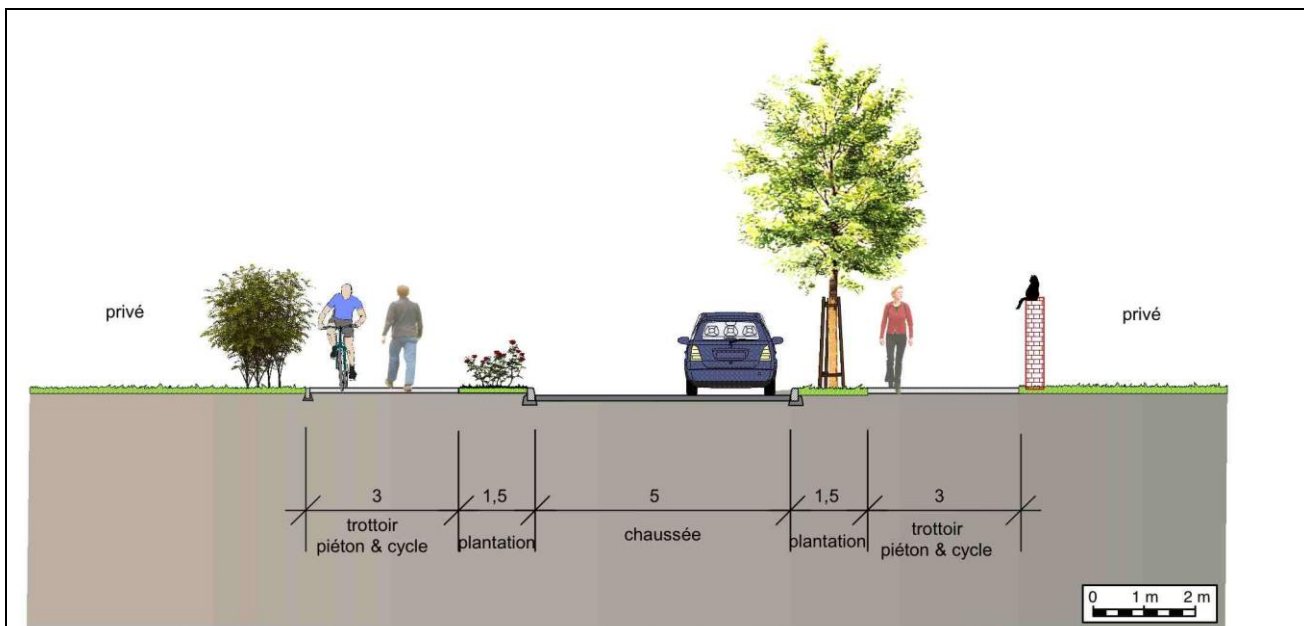 privé
privé
3
1,5
5
1,5
3
trottoir
piéton & cycle
plantation
chaussée
plantation
trottoir
piéton & cycle
0 1 m 2 m